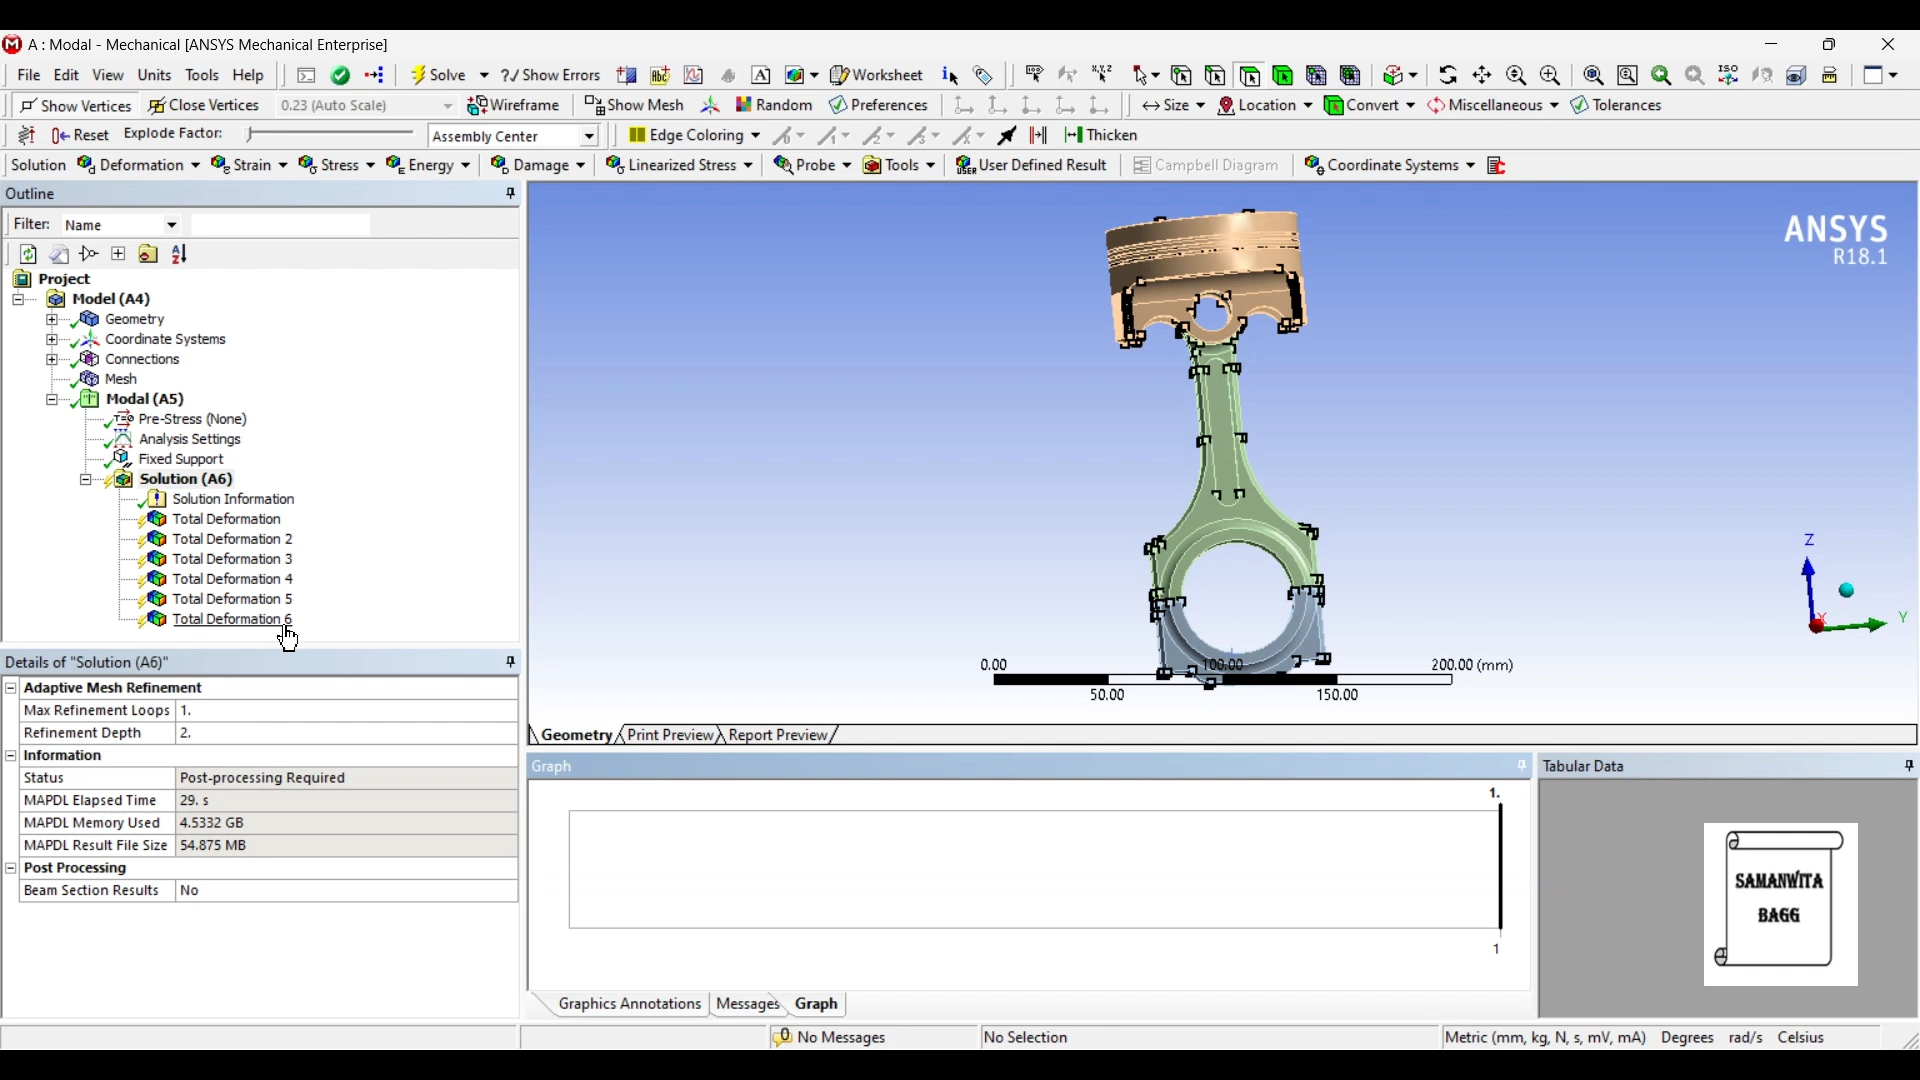 A : Modal - Mechanical [ANSYS Mechanical Enterprise]
File Edit View Units Tools Help Solve ?/ Show Errors Worksheet
Show Vertices Close Vertices 0.23 (Auto Scale) Wireframe Show Mesh Random Preferences Size Location Convert Miscellaneous Tolerances
Reset Explode Factor: Assembly Center Edge Coloring Thicken
Solution Deformation Strain Stress Energy Damage Linearized Stress Probe Tools User Defined Result Campbell Diagram Coordinate Systems
Outline
Filter: Name
Project
Model (A4)
Geometry
Coordinate Systems
Connections
Mesh
Modal (A5)
Pre-Stress (None)
Analysis Settings
Fixed Support
Solution (A6)
Solution Information
Total Deformation
Total Deformation 2
Total Deformation 3
Total Deformation 4
Total Deformation 5
Total Deformation 6
Details of "Solution (A6)"
Adaptive Mesh Refinement
Max Refinement Loops 1.
Refinement Depth 2.
Information
Status Post-processing Required
MAPDL Elapsed Time 29. s
MAPDL Memory Used 4.5332 GB
MAPDL Result File Size 54.875 MB
Post Processing
Beam Section Results No
ANSYS
R18.1
Z
Y
X
0.00 100.00 200.00 (mm)
50.00 150.00
Geometry Print Preview Report Preview
Graph
1.
1
Graphics Annotations Messages Graph
Tabular Data
SAMANWITA
BAGG
0 No Messages No Selection Metric (mm, kg, N, s, mV, mA) Degrees rad/s Celsius